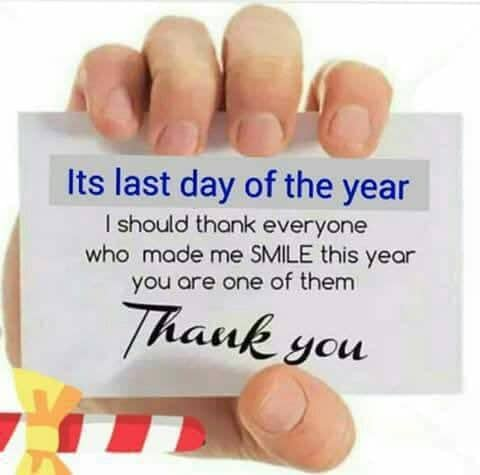 Its last day of the year
I should thank everyone
who made me SMILE this year
you are one of them
Thank you